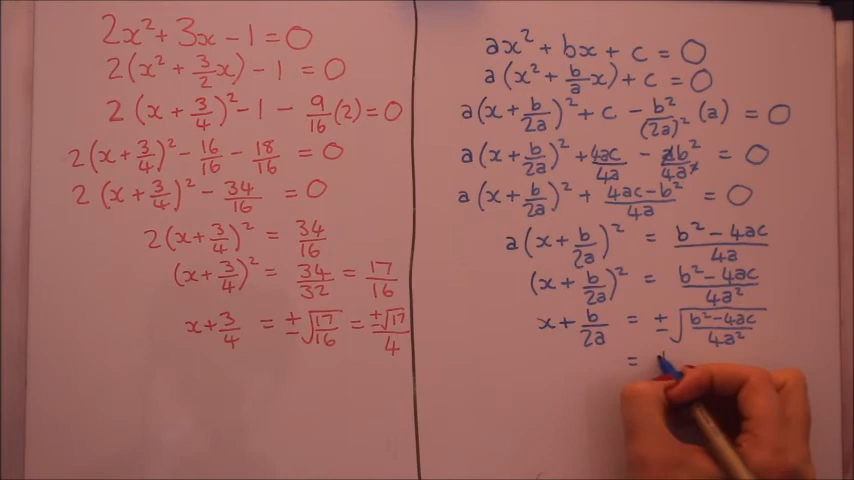 2x² + 3x - 1 = 0
2(x² + 3/2 x) - 1 = 0
2(x + 3/4)² - 1 - 9/16 (2) = 0
2(x + 3/4)² - 16/16 - 18/16 = 0
2(x + 3/4)² - 34/16 = 0
2(x + 3/4)² = 34/16
(x + 3/4)² = 34/32 = 17/16
x + 3/4 = ±√(17/16) = ±√17/4
ax² + bx + c = 0
a(x² + b/a x) + c = 0
a(x + b/2a)² + c - b²/(2a)² (a) = 0
a(x + b/2a)² + 4ac/4a - ab²/4a² = 0
a(x + b/2a)² + (4ac - b²)/4a = 0
a(x + b/2a)² = (b² - 4ac)/4a
(x + b/2a)² = (b² - 4ac)/4a²
x + b/2a = ±√((b² - 4ac)/4a²)
=